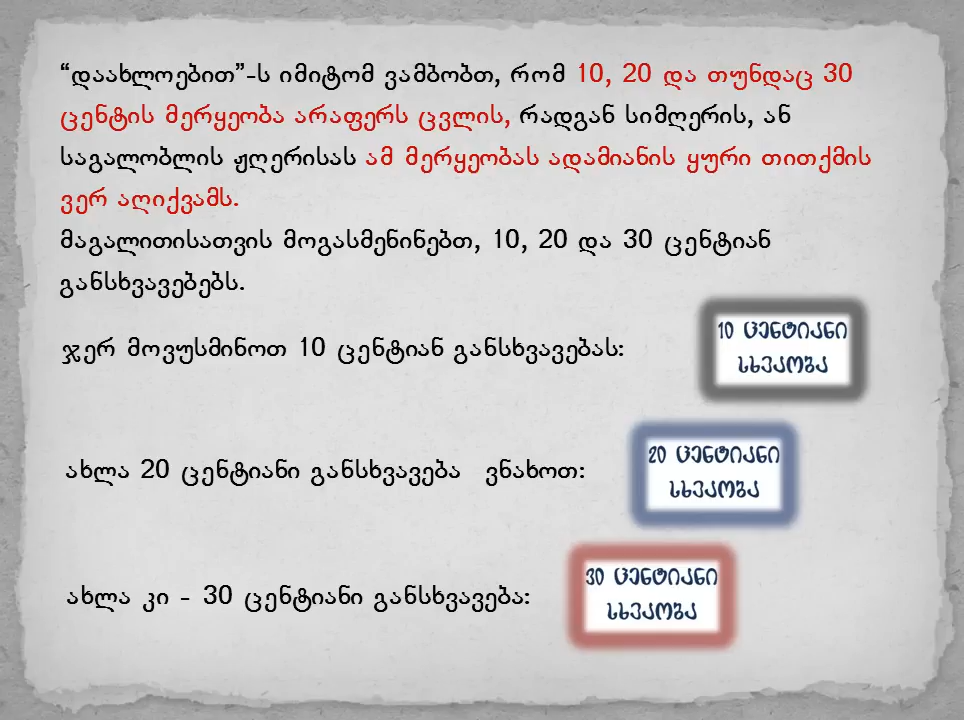 “დაახლოებით”-ს იმიტომ ვამბობთ, რომ 10, 20 და თუნდაც 30
ცენტის მერყეობა არაფერს ცვლის, რადგან სიმღერის, ან
საგალობლის ჟღერისას ამ მერყეობას ადამიანის ყური თითქმის
ვერ აღიქვამს.
მაგალითისათვის მოგასმენინებთ, 10, 20 და 30 ცენტიან
განსხვავებებს.
ჯერ მოვუსმინოთ 10 ცენტიან განსხვავებას:
10 ცენტიანი
სხვაობა
ახლა 20 ცენტიანი განსხვავება ვნახოთ:
20 ცენტიანი
სხვაობა
ახლა კი - 30 ცენტიანი განსხვავება:
30 ცენტიანი
სხვაობა